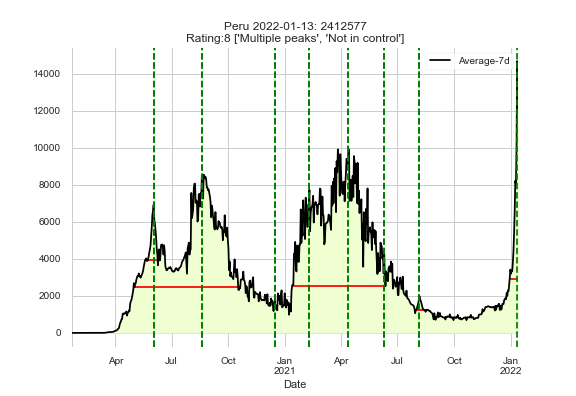 Peru 2022-01-13: 2412577
Rating:8 ['Multiple peaks', 'Not in control']
Average-7d
14000
12000
10000
8000
6000
4000
2000
0
Apr
Jul
Oct
Jan
2021
Apr
Jul
Oct
Jan
2022
Date